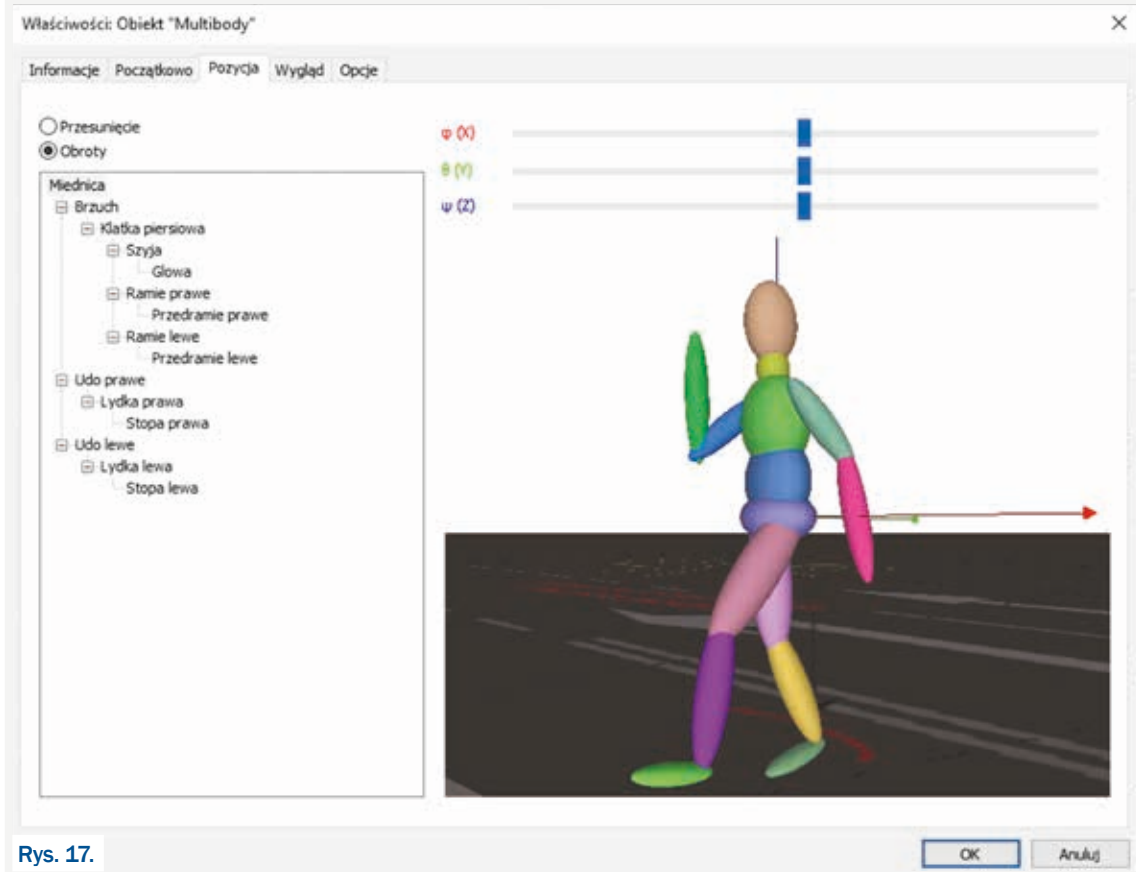 Właściwości: Obiekt "Multibody"
Informacje Początkowo Pozycja Wygląd Opcje
Przesunięcie
Obroty
φ (X)
θ (Y)
ψ (Z)
Miednica
Brzuch
Klatka piersiowa
Szyja
Glowa
Ramie prawe
Przedramie prawe
Ramie lewe
Przedramie lewe
Udo prawe
Lydka prawa
Stopa prawa
Udo lewe
Lydka lewa
Stopa lewa
Rys. 17.
OK Anuluj